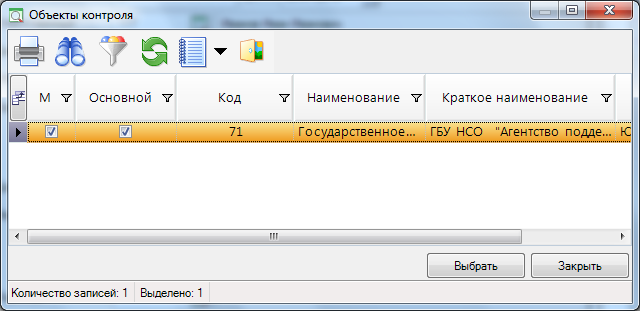 Объекты контроля
М Основной Код Наименование Краткое наименование
71 Государственное... ГБУ НСО "Агентство подде... Ю
Выбрать Закрыть
Количество записей: 1 Выделено: 1